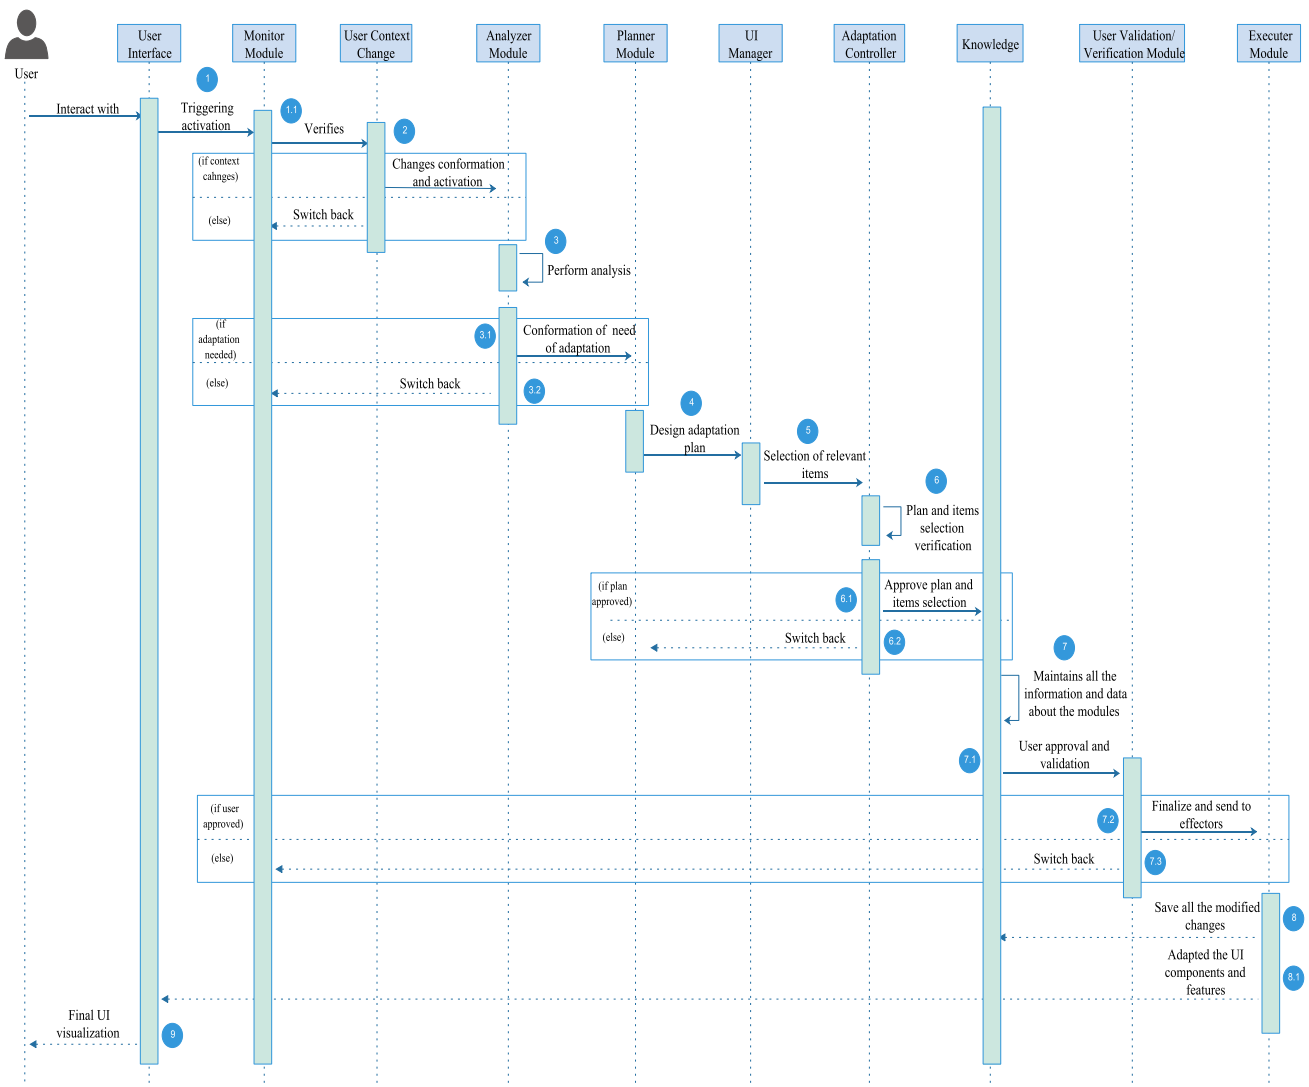 User
User
Interface
Monitor
Module
User Context
Change
Analyzer
Module
Planner
Module
UI
Manager
Adaptation
Controller
Knowledge
User Validation/
Verification Module
Executer
Module
1
Interact with
Triggering
activation
1.1
Verifies
2
(if context
cahnges)
Changes conformation
and activation
(else)
Switch back
3
Perform analysis
(if
adaptation
needed)
3.1
Conformation of need
of adaptation
(else)
Switch back
3.2
4
Design adaptation
plan
5
Selection of relevant
items
6
Plan and items
selection
verification
(if plan
approved)
6.1
Approve plan and
items selection
(else)
Switch back
6.2
7
Maintains all the
information and data
about the modules
7.1
User approval and
validation
(if user
approved)
7.2
Finalize and send to
effectors
(else)
Switch back
7.3
Save all the modified
changes
8
Adapted the UI
components and
features
8.1
Final UI
visualization
9